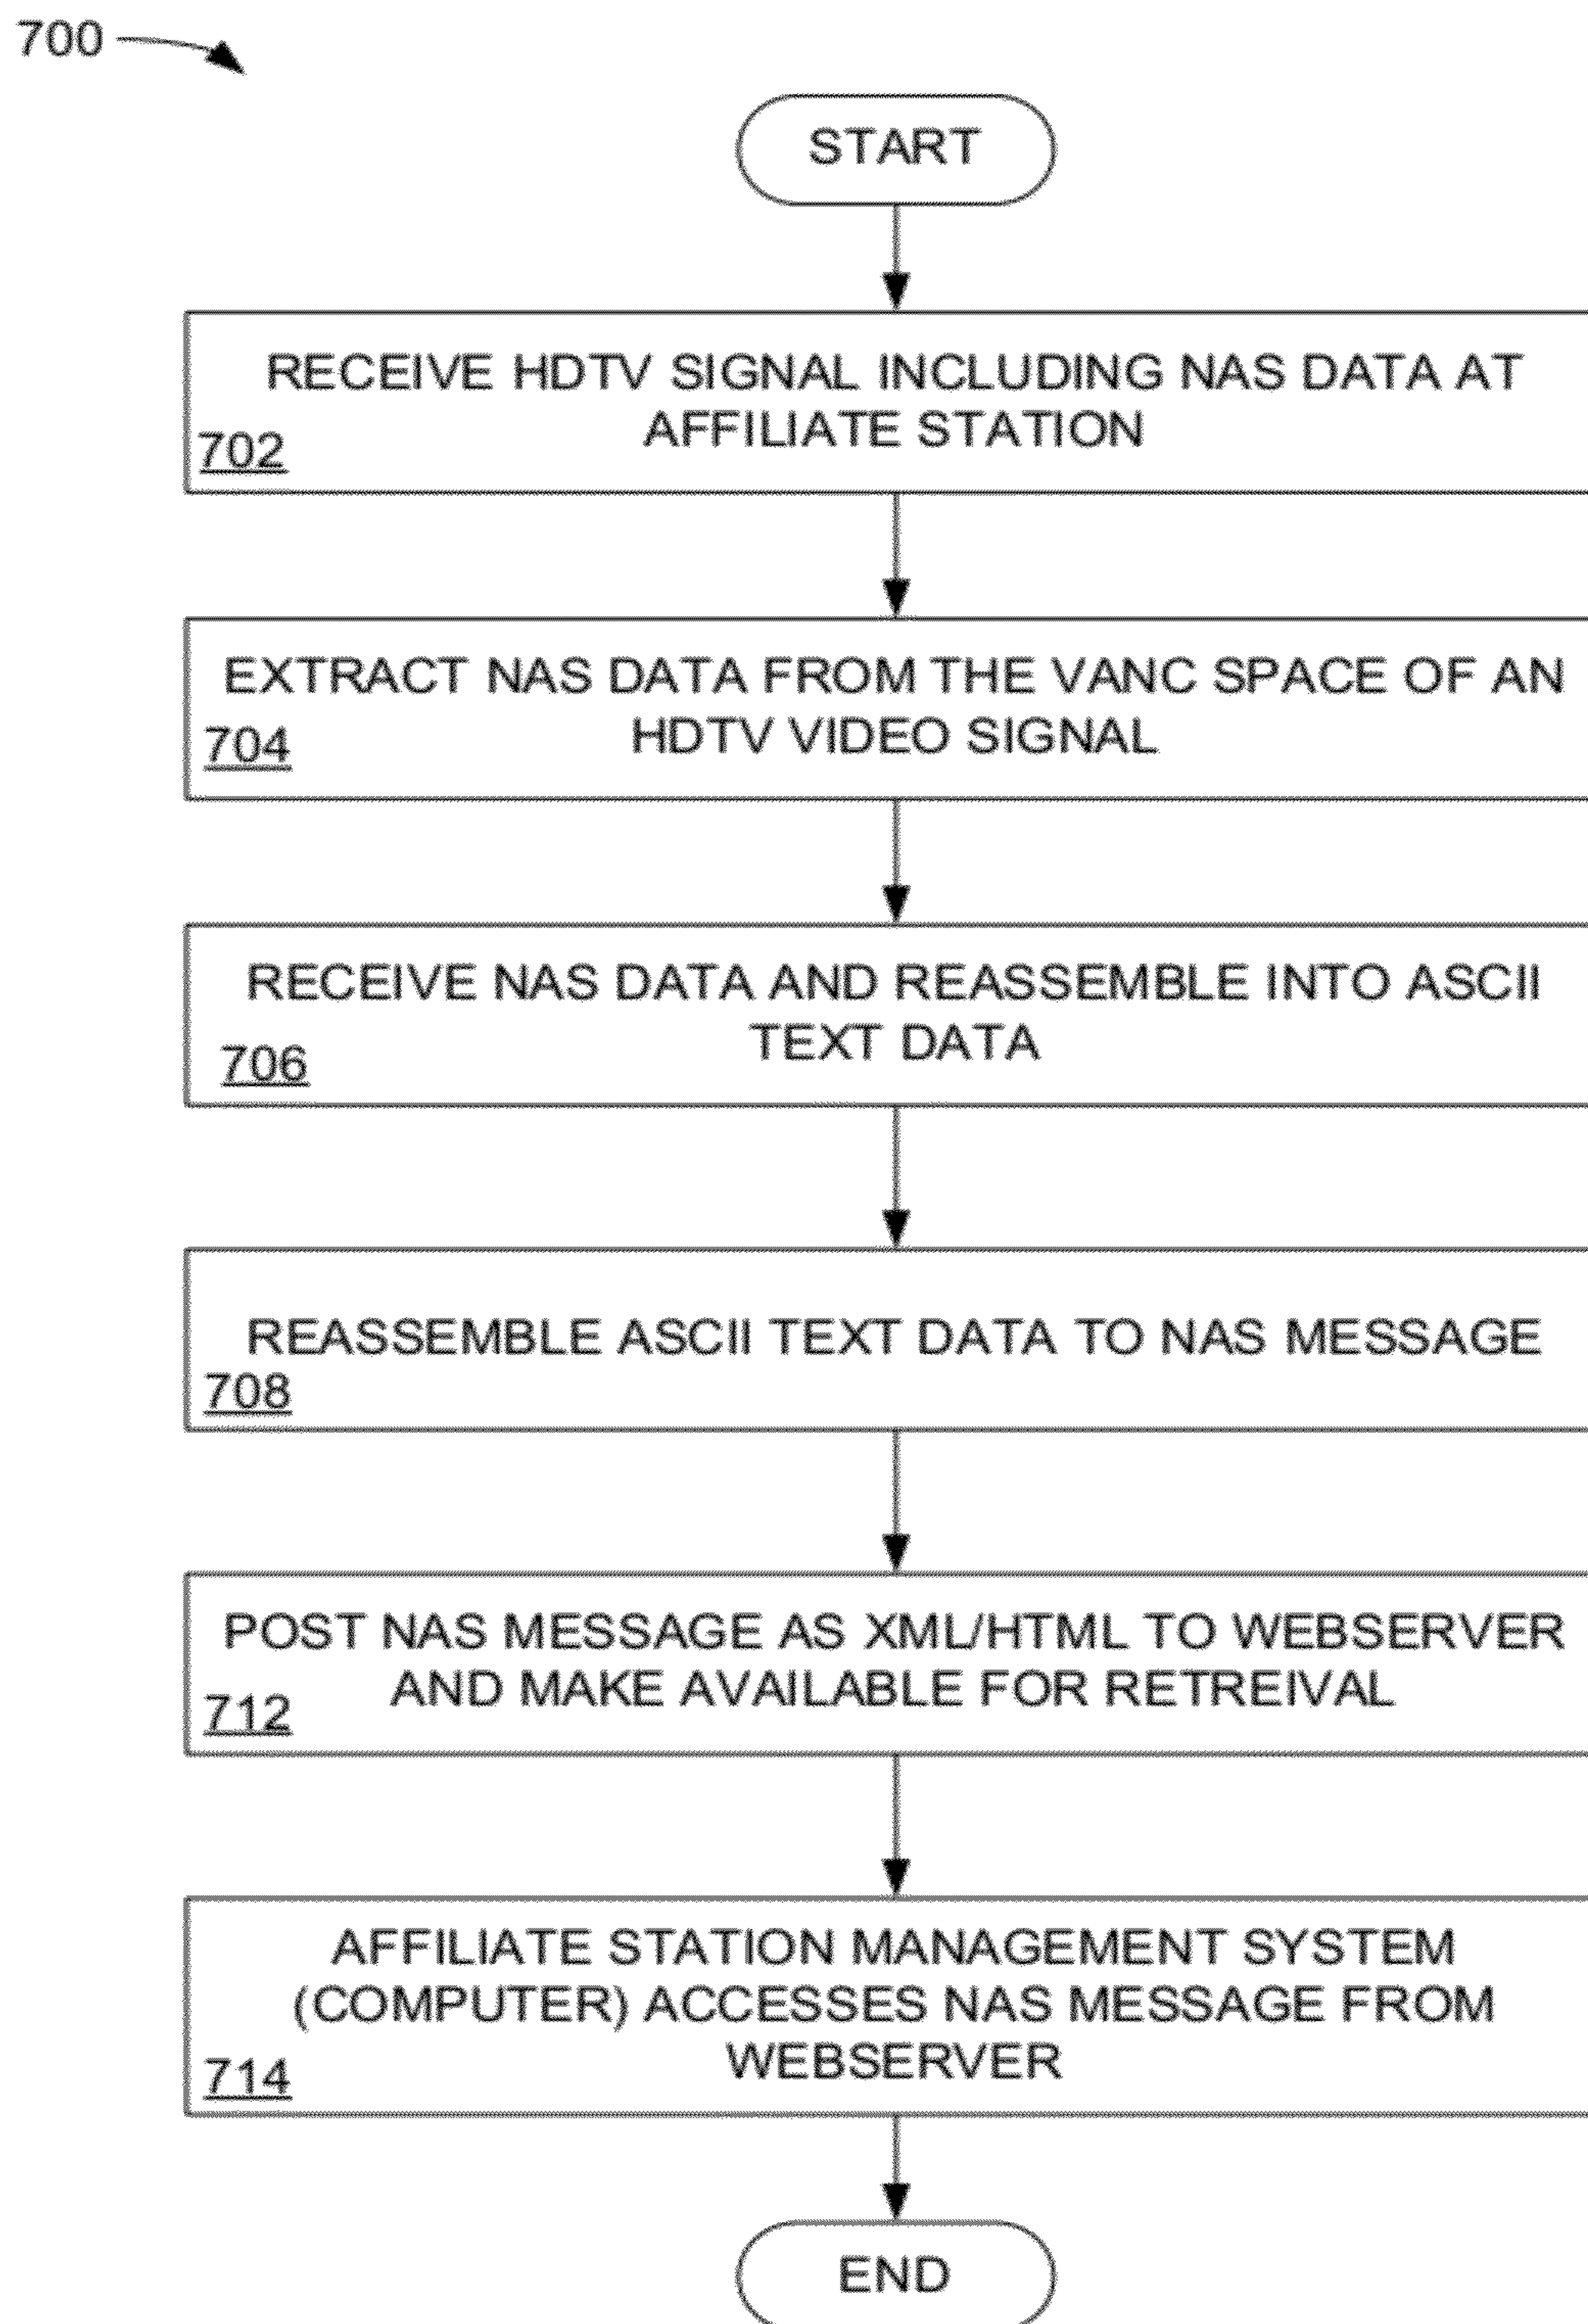 700
START
RECEIVE HDTV SIGNAL INCLUDING NAS DATA AT
AFFILIATE STATION
702
EXTRACT NAS DATA FROM THE VANC SPACE OF AN
HDTV VIDEO SIGNAL
704
RECEIVE NAS DATA AND REASSEMBLE INTO ASCII
TEXT DATA
706
REASSEMBLE ASCII TEXT DATA TO NAS MESSAGE
708
POST NAS MESSAGE AS XML/HTML TO WEBSERVER
AND MAKE AVAILABLE FOR RETREIVAL
712
AFFILIATE STATION MANAGEMENT SYSTEM
(COMPUTER) ACCESSES NAS MESSAGE FROM
WEBSERVER
714
END